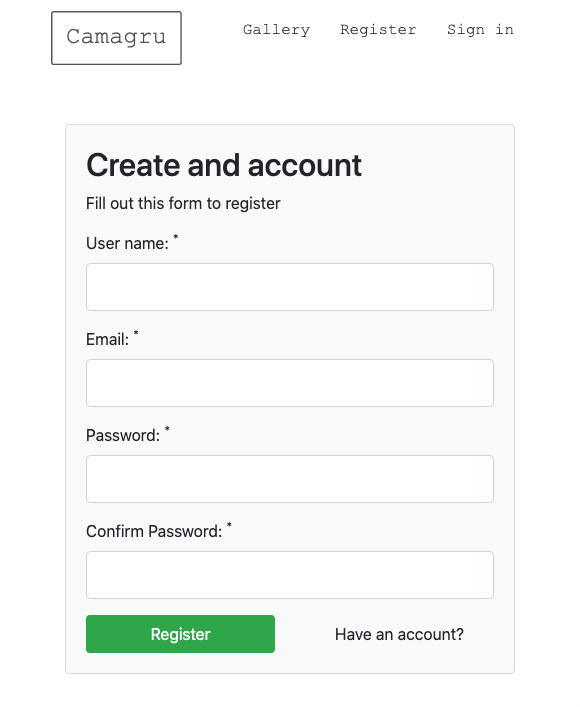 Camagru
Gallery Register Sign in
Create and account
Fill out this form to register
User name: *
Email: *
Password: *
Confirm Password: *
Register
Have an account?